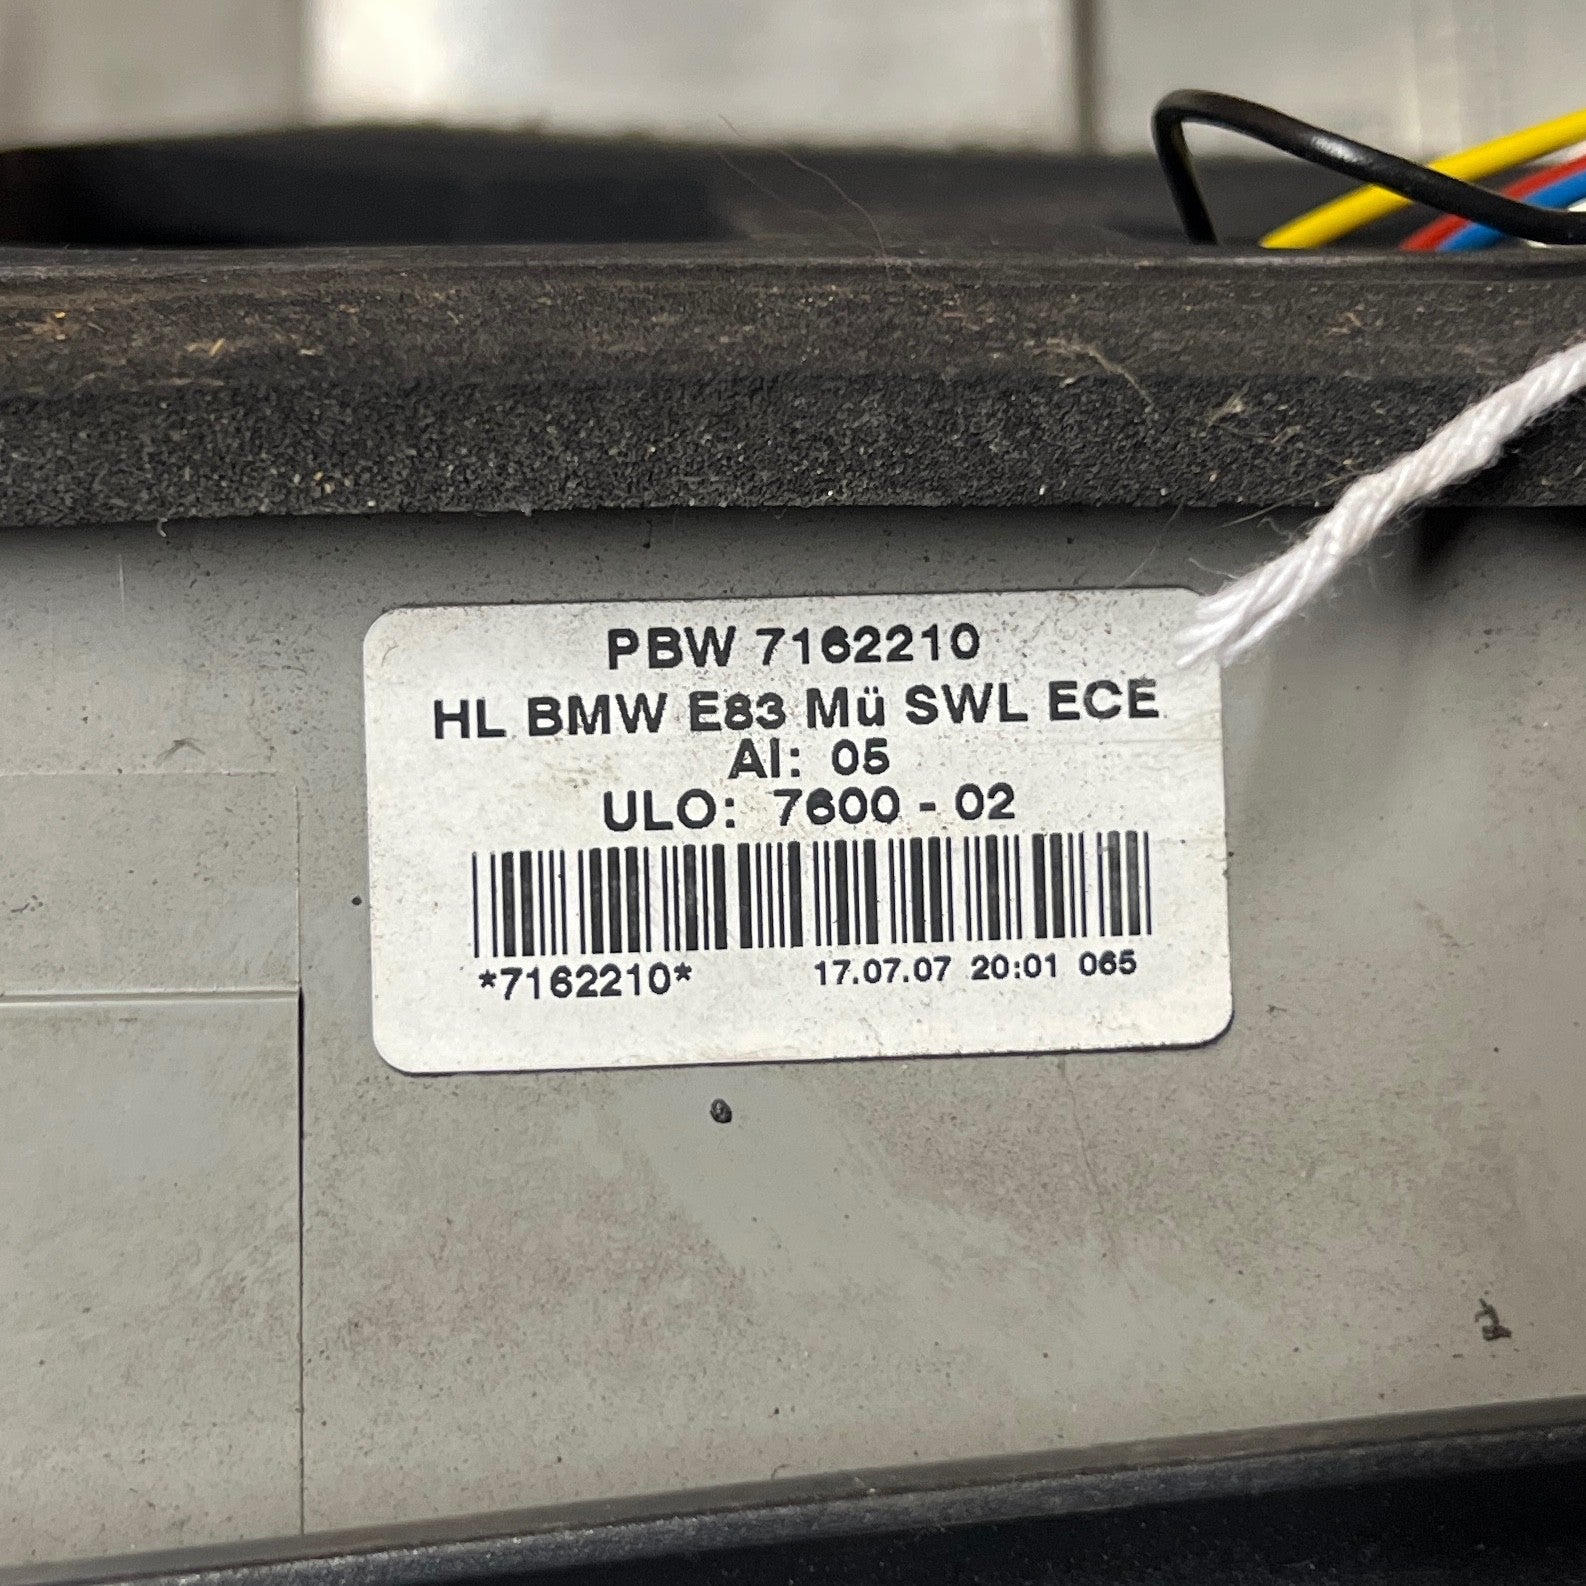 PBW 7162210
HL BMW E83 Mü SWL ECE
AI: 05
ULO: 7600 - 02
*7162210* 17.07.07 20:01 065